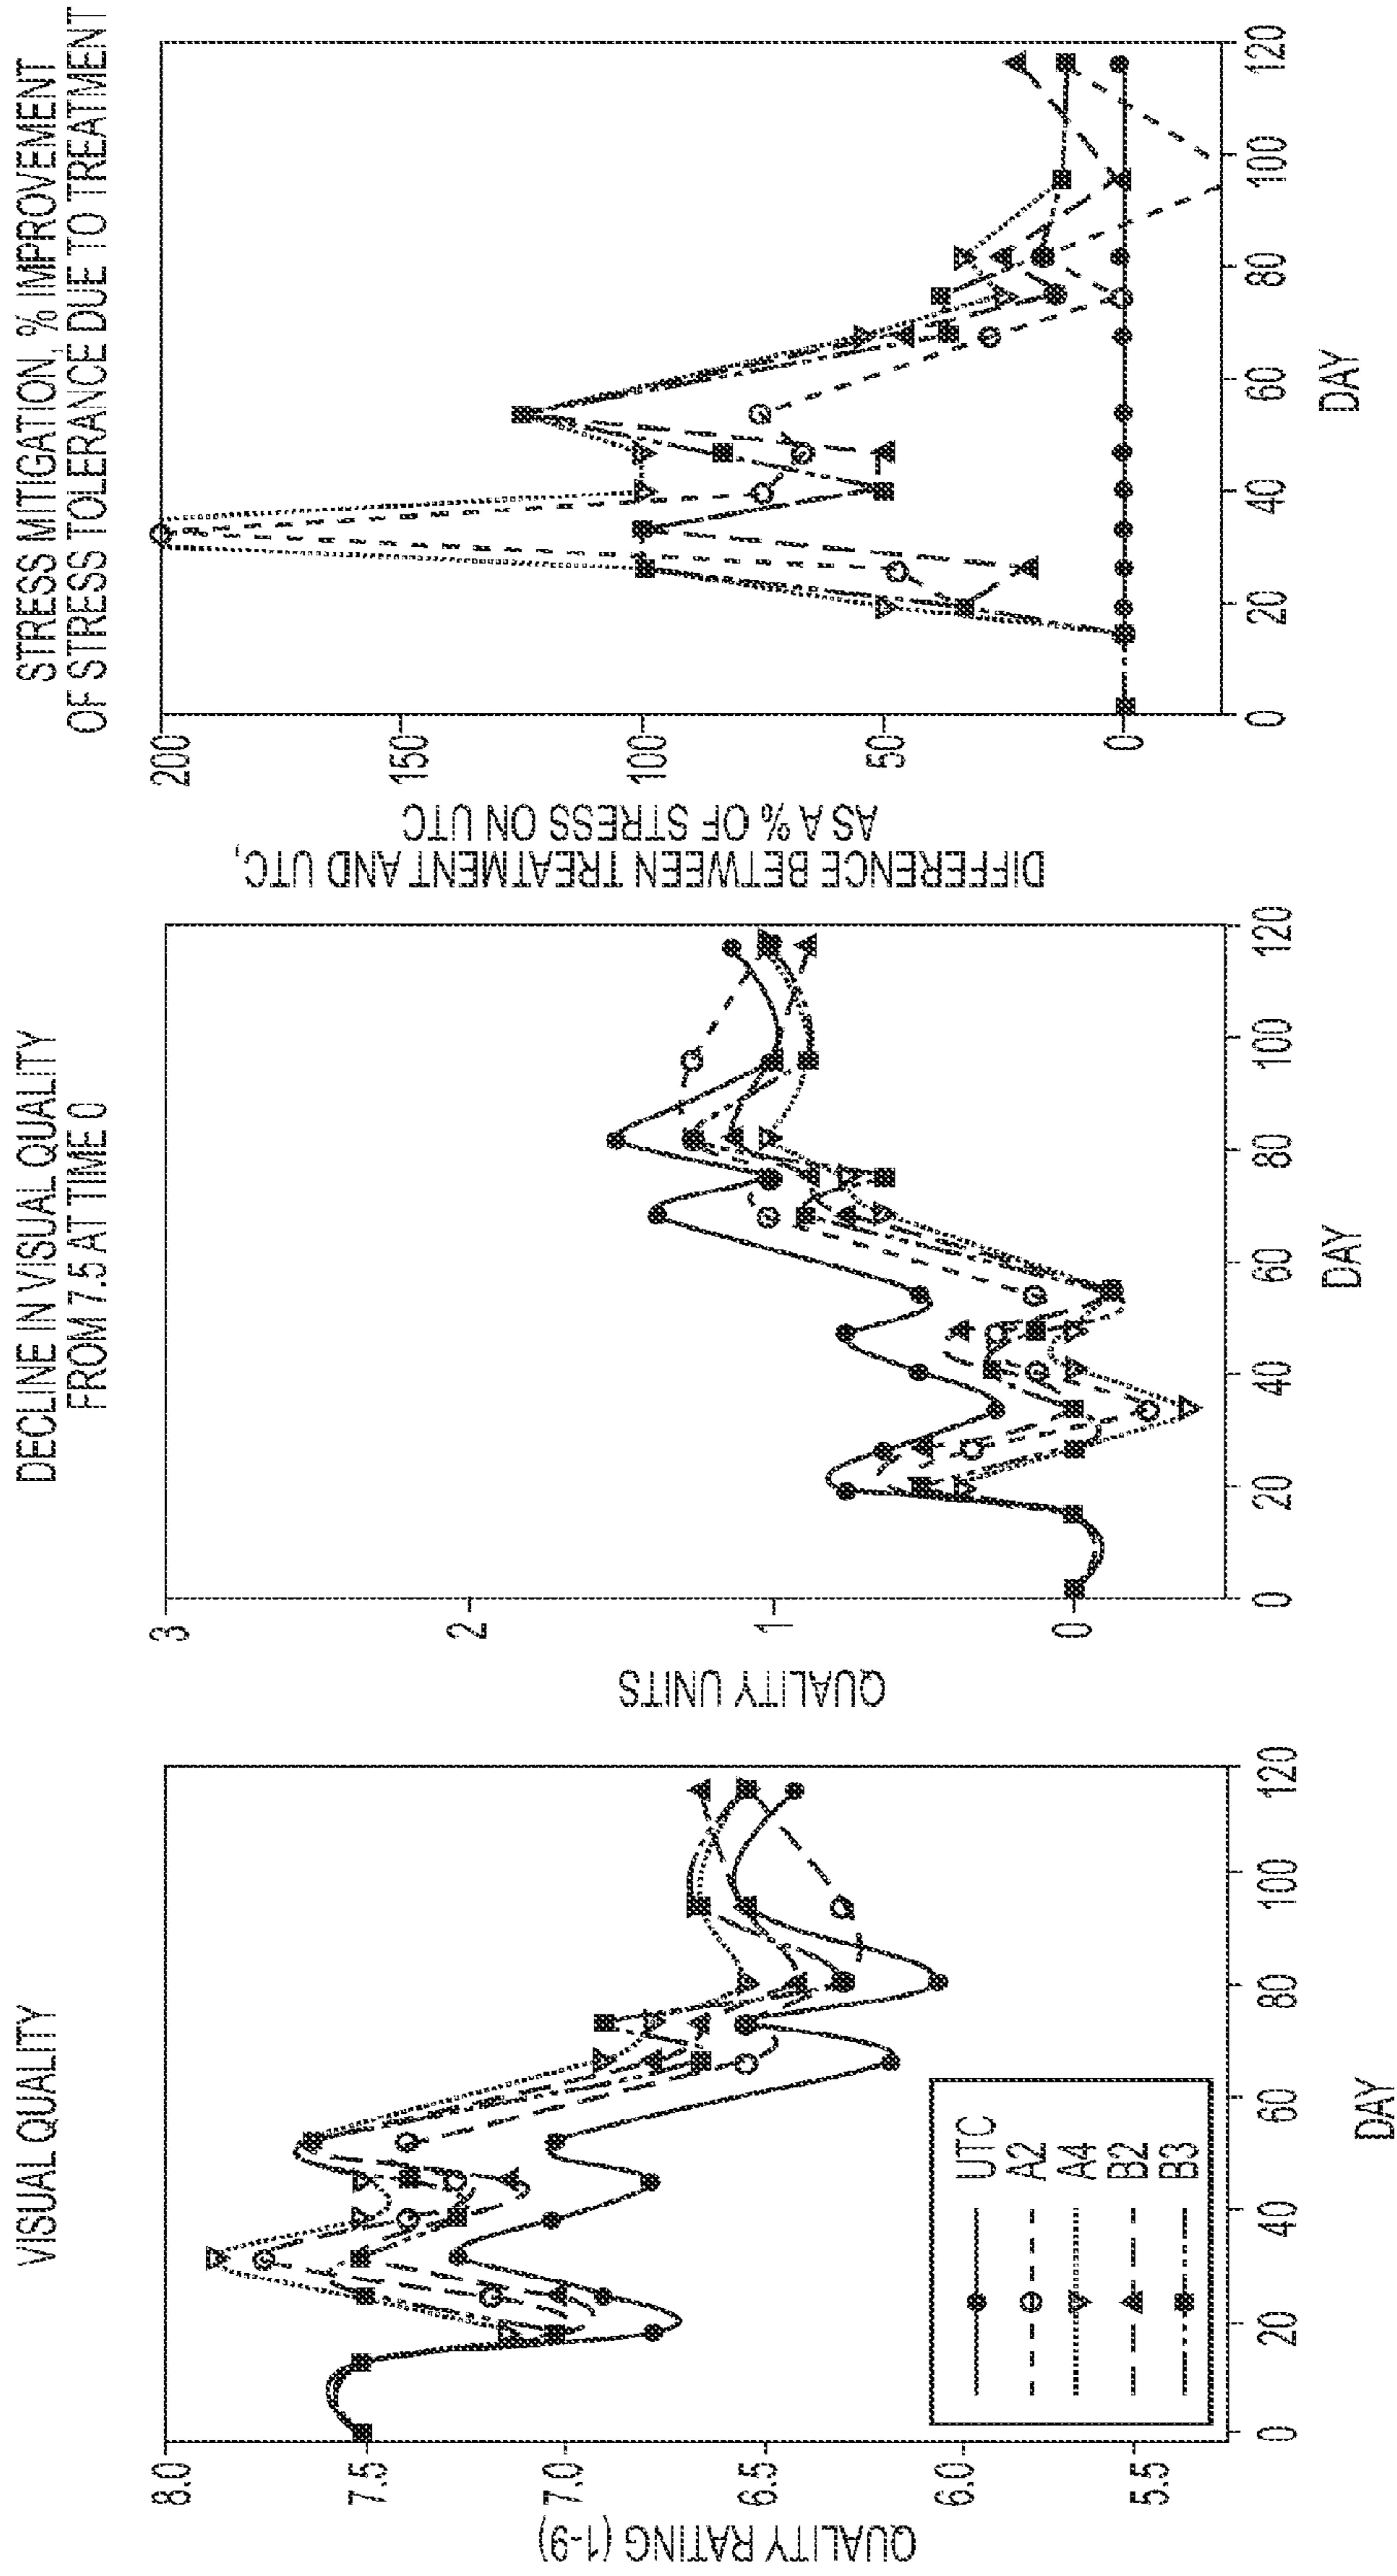 VISUAL QUALITY
QUALITY RATING (1-9)
8.0
7.5
7.0
6.5
6.0
5.5
0
20
40
60
80
100
120
DAY
UTC
A2
A4
B2
B3
DECLINE IN VISUAL QUALITY
FROM 7.5 AT TIME 0
QUALITY UNITS
3
2
1
0
0
20
40
60
80
100
120
DAY
STRESS MITIGATION, % IMPROVEMENT
OF STRESS TOLERANCE DUE TO TREATMENT
DIFFERENCE BETWEEN TREATMENT AND UTC,
AS A % OF STRESS ON UTC
200
150
100
50
0
0
20
40
60
80
100
120
DAY